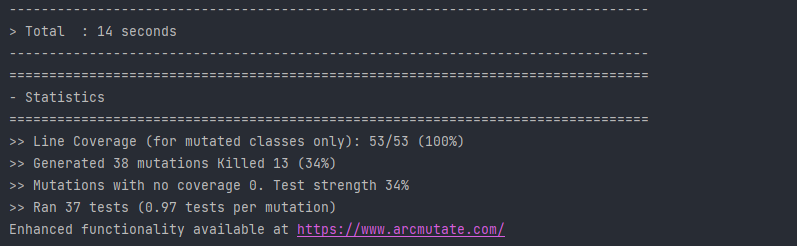 --------------------------------------------------------------------------------
> Total  : 14 seconds
--------------------------------------------------------------------------------
================================================================================
- Statistics
================================================================================
>> Line Coverage (for mutated classes only): 53/53 (100%)
>> Generated 38 mutations Killed 13 (34%)
>> Mutations with no coverage 0. Test strength 34%
>> Ran 37 tests (0.97 tests per mutation)
Enhanced functionality available at https://www.arcmutate.com/